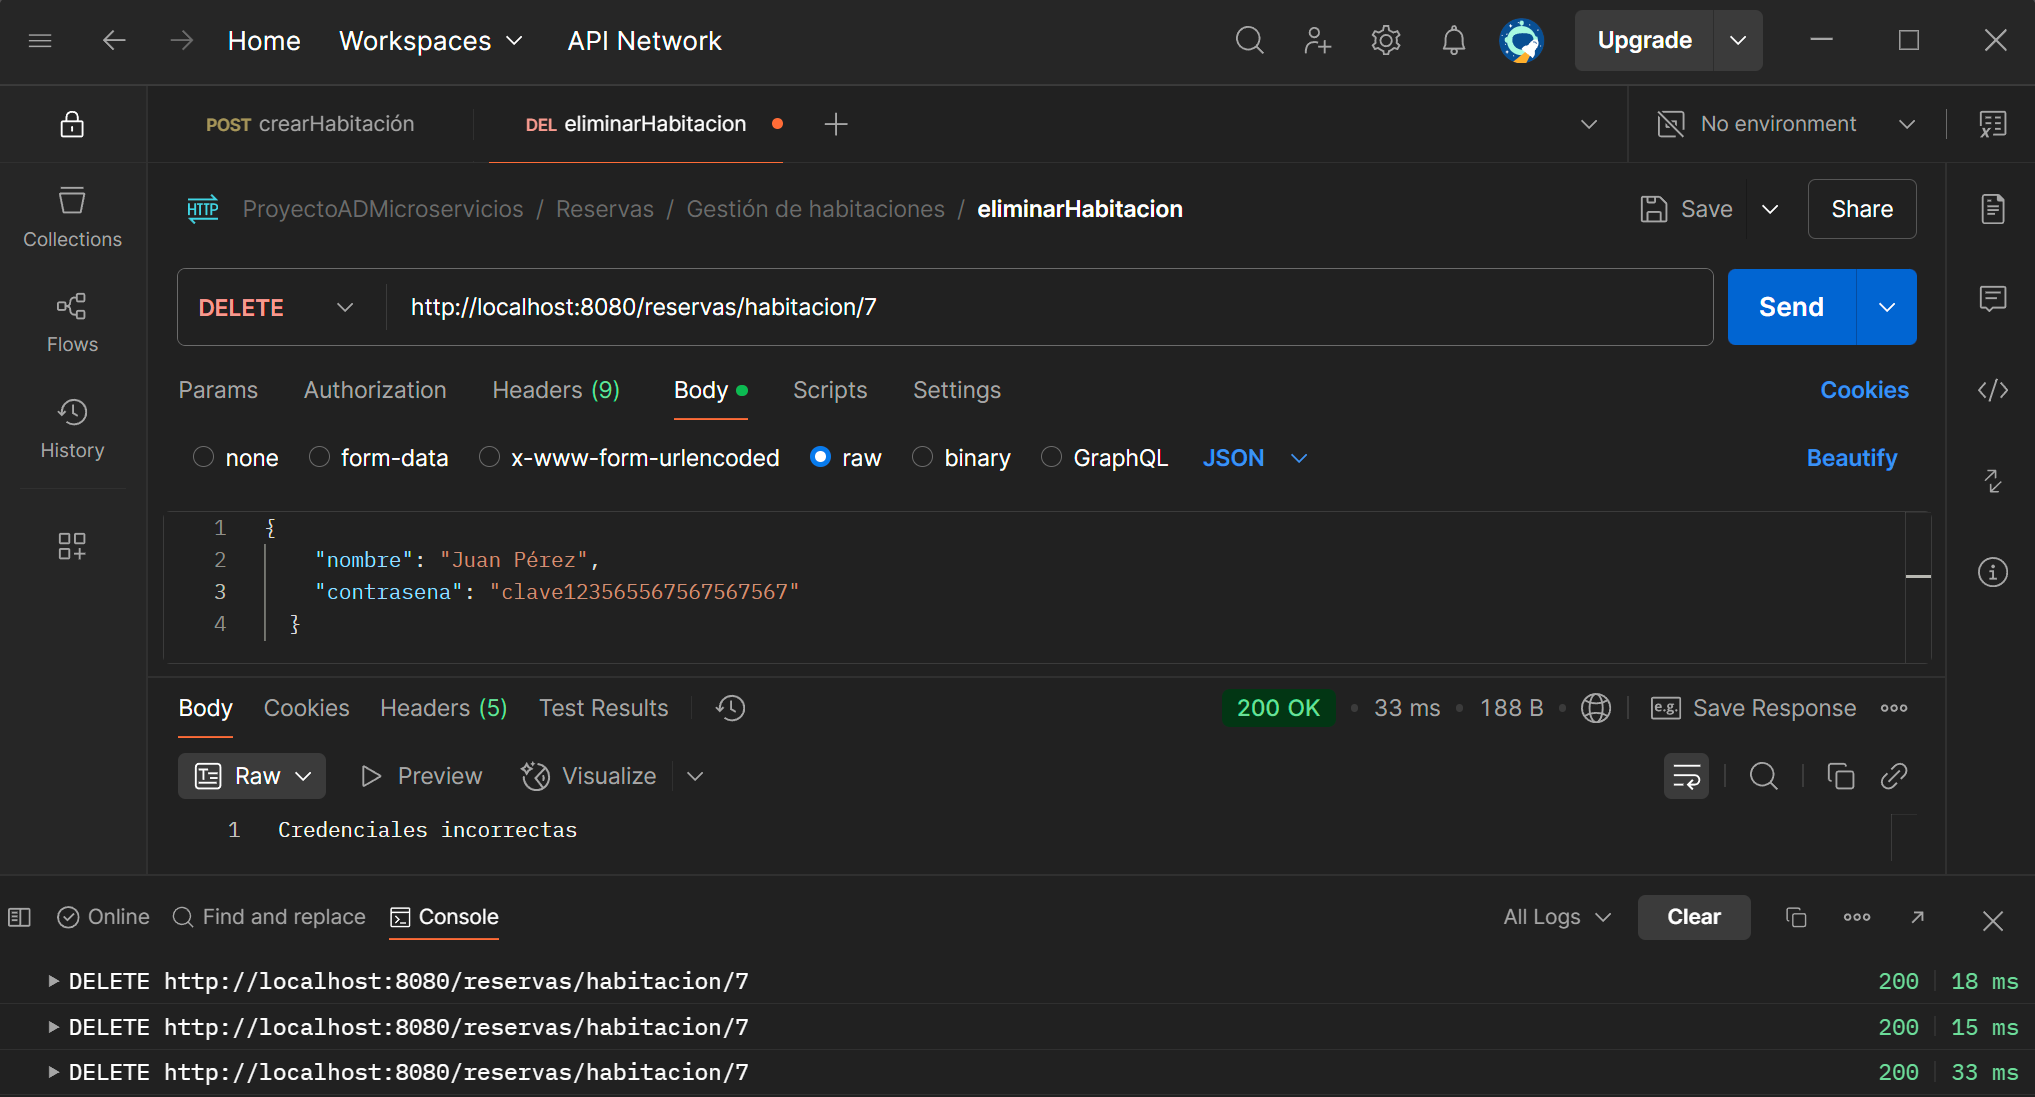 Home Workspaces API Network Upgrade
POST crearHabitación DEL eliminarHabitacion No environment
HTTP ProyectoADMicroservicios / Reservas / Gestión de habitaciones / eliminarHabitacion Save Share
Collections
DELETE http://localhost:8080/reservas/habitacion/7 Send
Flows
Params Authorization Headers (9) Body Scripts Settings Cookies
History
none form-data x-www-form-urlencoded raw binary GraphQL JSON Beautify
1 {
2 "nombre": "Juan Pérez",
3 "contrasena": "clave123565567567567567"
4 }
Body Cookies Headers (5) Test Results 200 OK • 33 ms • 188 B • e.g. Save Response
Raw Preview Visualize
1 Credenciales incorrectas
Online Find and replace Console All Logs Clear
DELETE http://localhost:8080/reservas/habitacion/7 200 18 ms
DELETE http://localhost:8080/reservas/habitacion/7 200 15 ms
DELETE http://localhost:8080/reservas/habitacion/7 200 33 ms